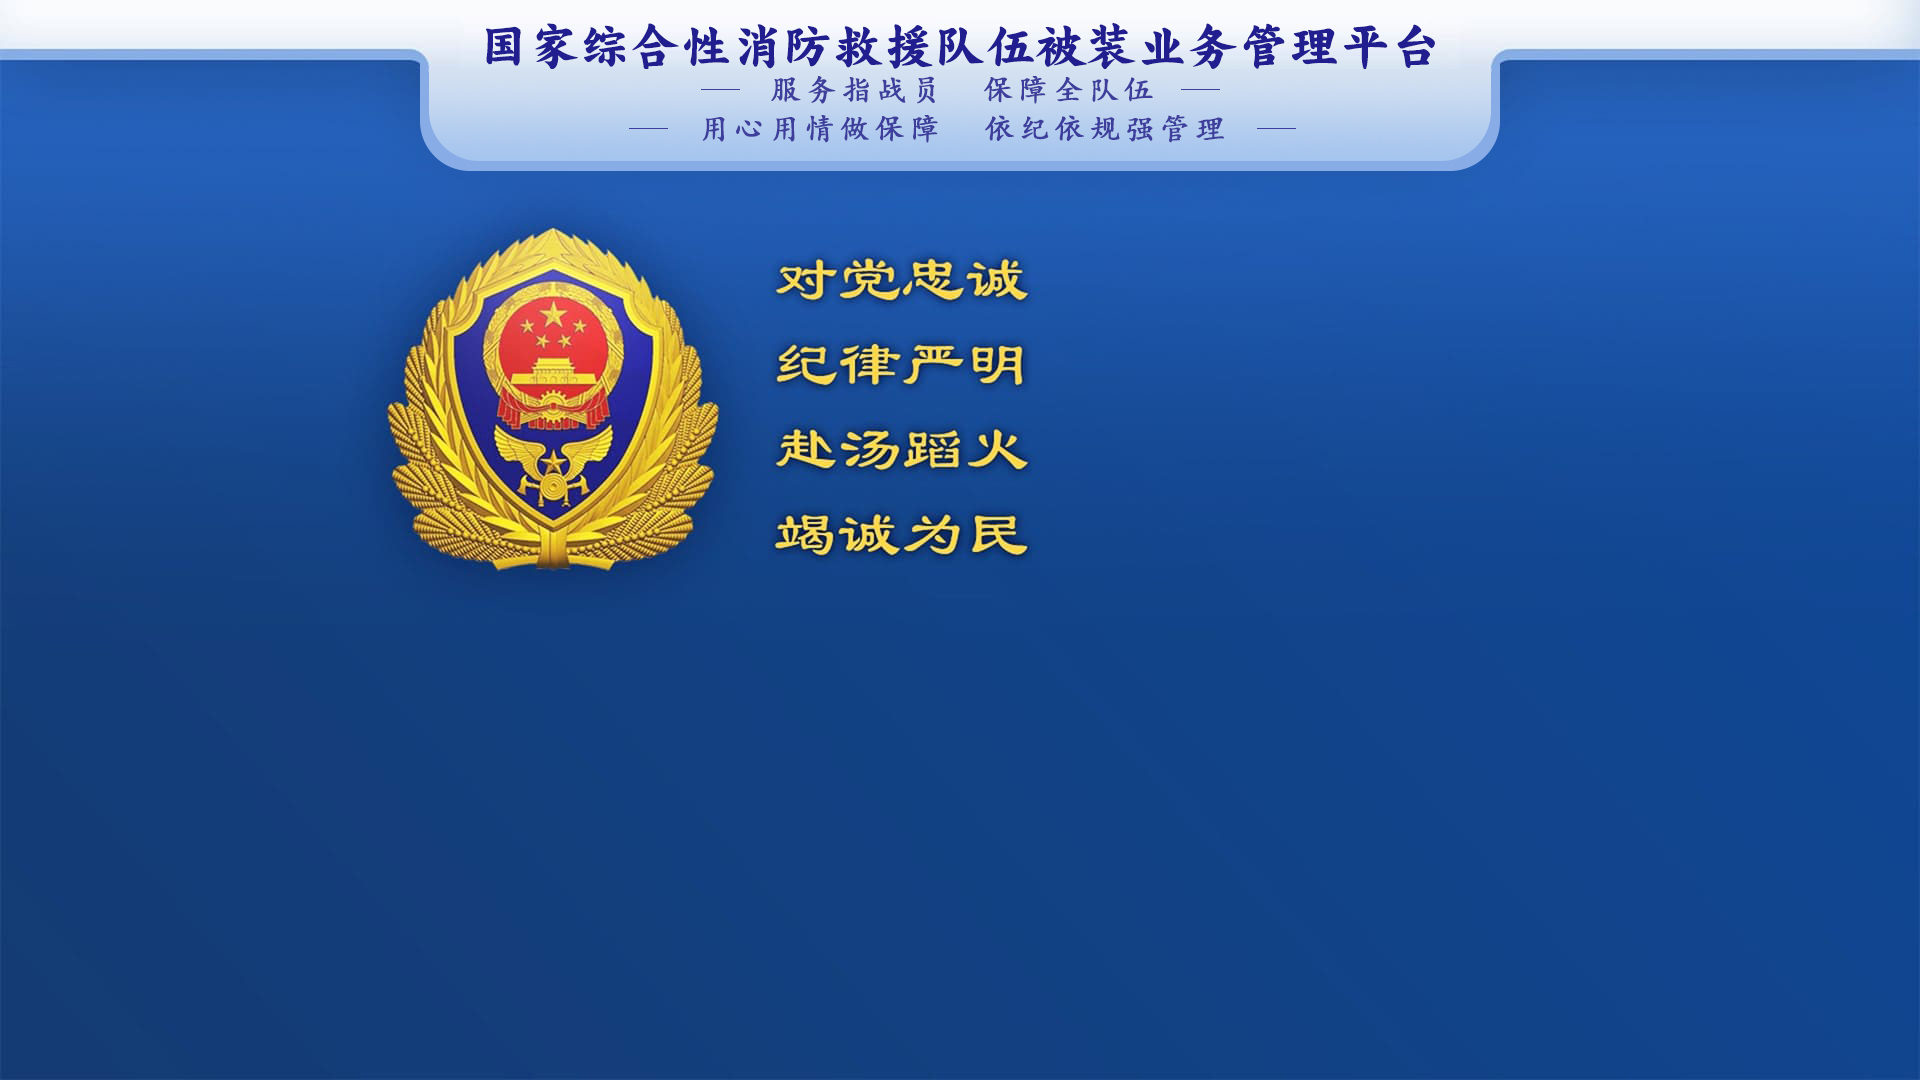 国家综合性消防救援队伍被装业务管理平台
服务指战员 保障全队伍
用心用情做保障 依纪依规强管理
对党忠诚
纪律严明
赴汤蹈火
竭诚为民